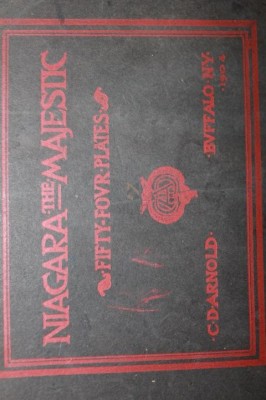 NIAGARA THE MAJESTIC
FIFTY·FOVR·PLATES
·C·D·ARNOLD· ·BVFFALO·N·Y·